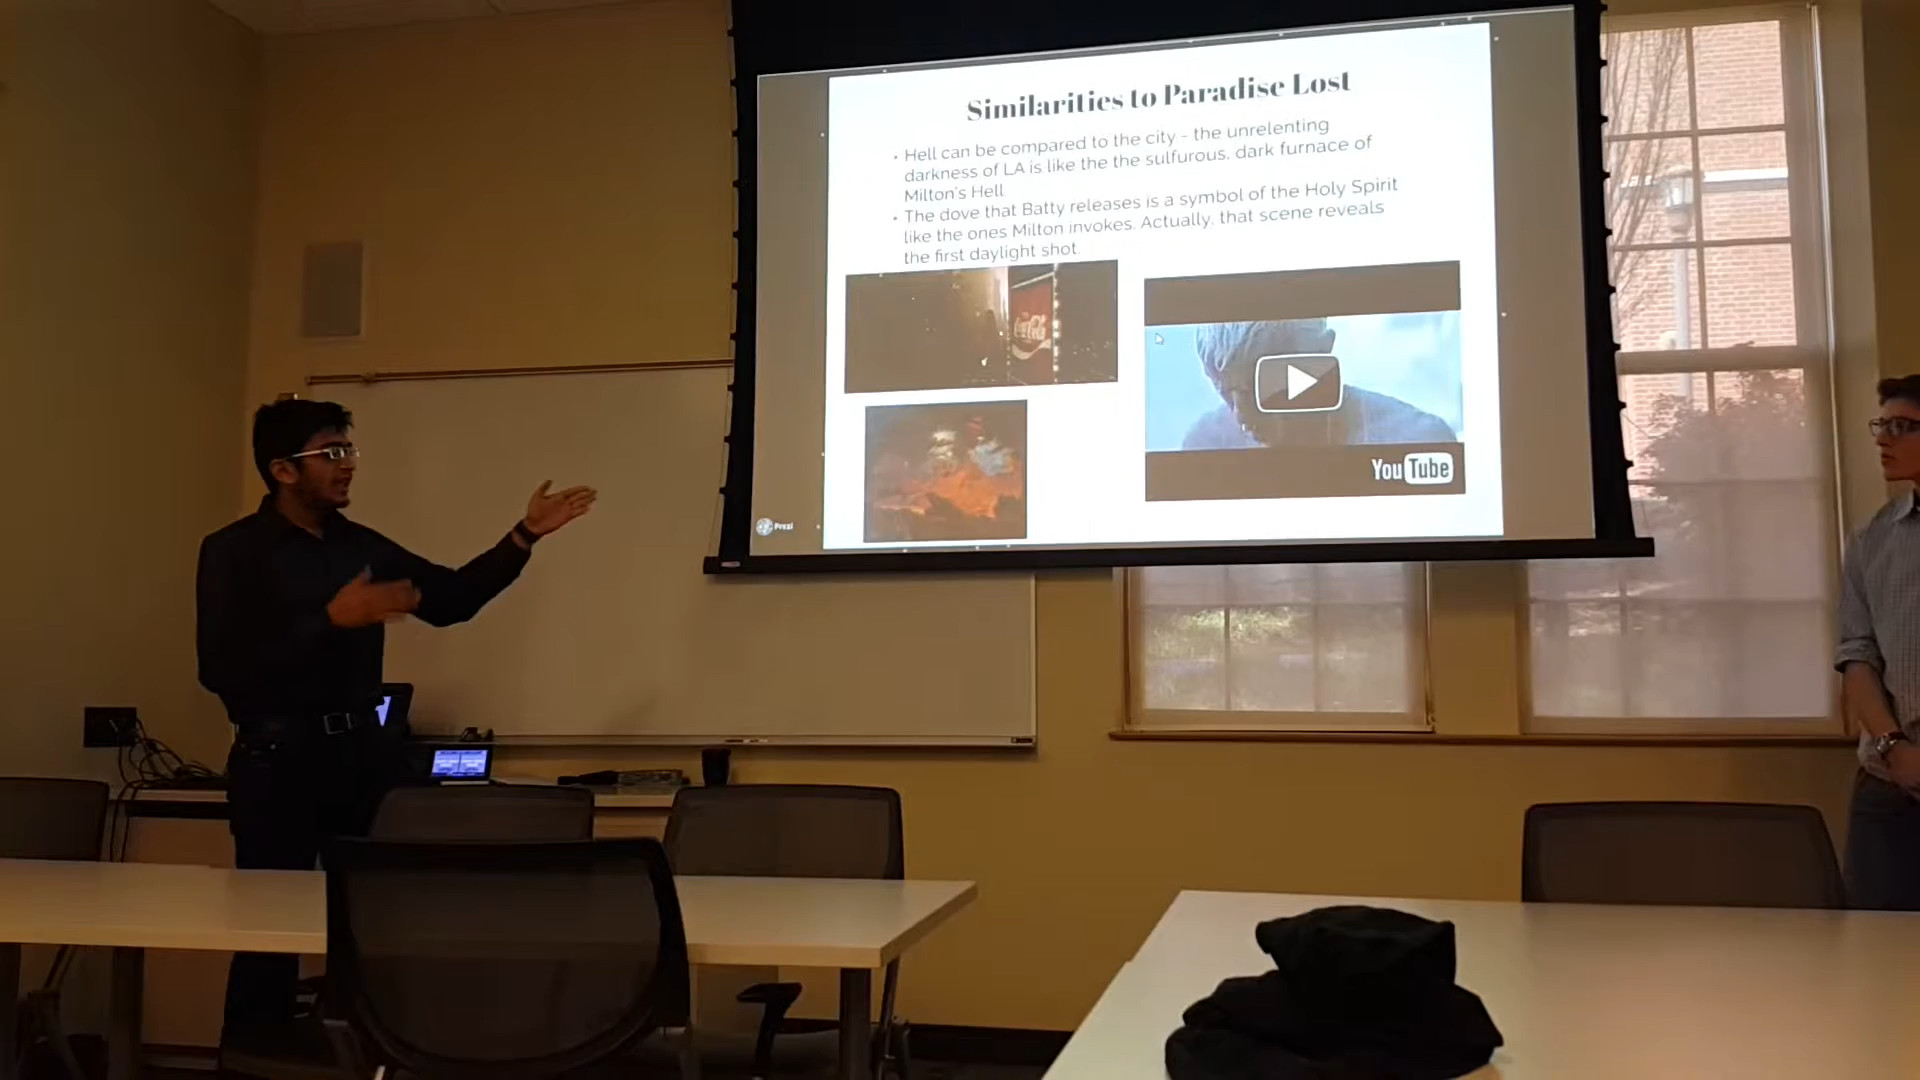 Similarities to Paradise Lost
• Hell can be compared to the city - the unrelenting
darkness of LA is like the the sulfurous, dark furnace of
Milton's Hell
• The dove that Batty releases is a symbol of the Holy Spirit
like the ones Milton invokes. Actually, that scene reveals
the first daylight shot.
Coca-Cola
YouTube
Prezi